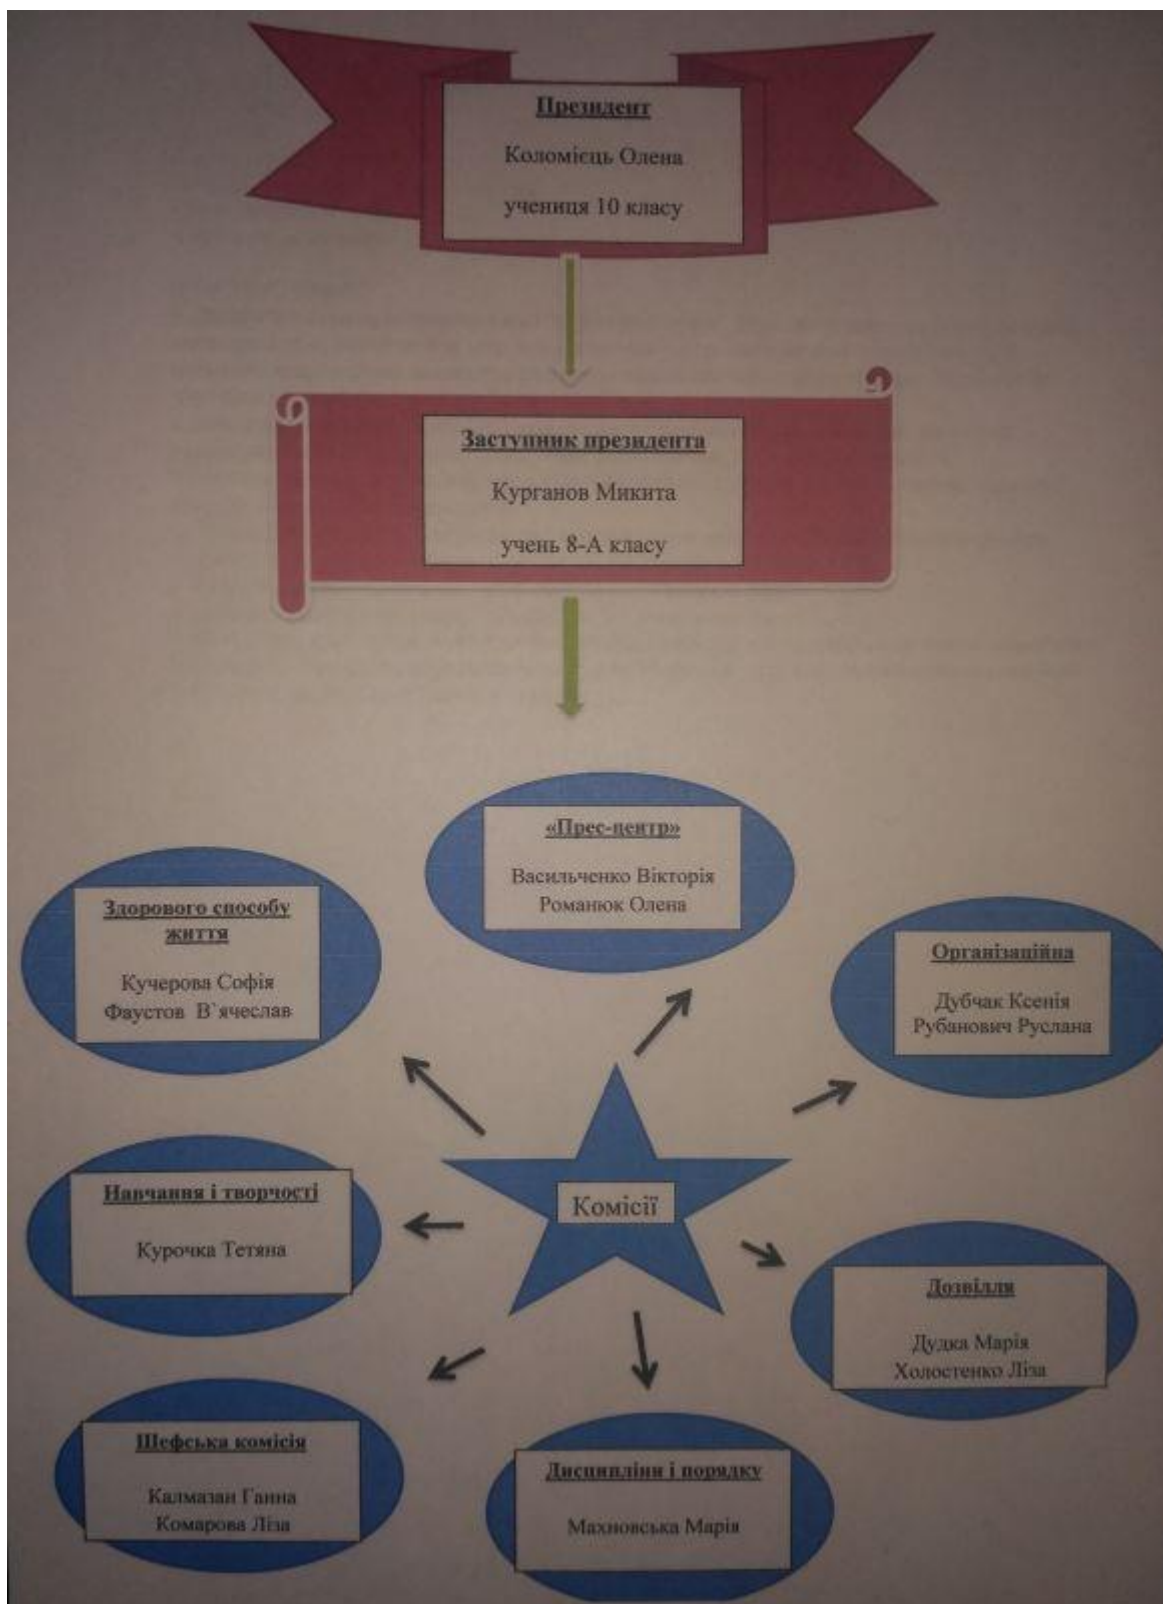 Президент
Коломієць Олена
учениця 10 класу
Заступник президента
Курганов Микита
учень 8-А класу
«Прес-центр»
Васильченко Вікторія
Романюк Олена
Здорового способу
життя
Кучерова Софія
Фаустов В`ячеслав
Організаційна
Дубчак Ксенія
Рубанович Руслана
Навчання і творчості
Курочка Тетяна
Комісії
Дозвілля
Дудка Марія
Холостенко Ліза
Шефська комісія
Калмазан Ганна
Комарова Ліза
Дисципліни і порядку
Махновська Марія